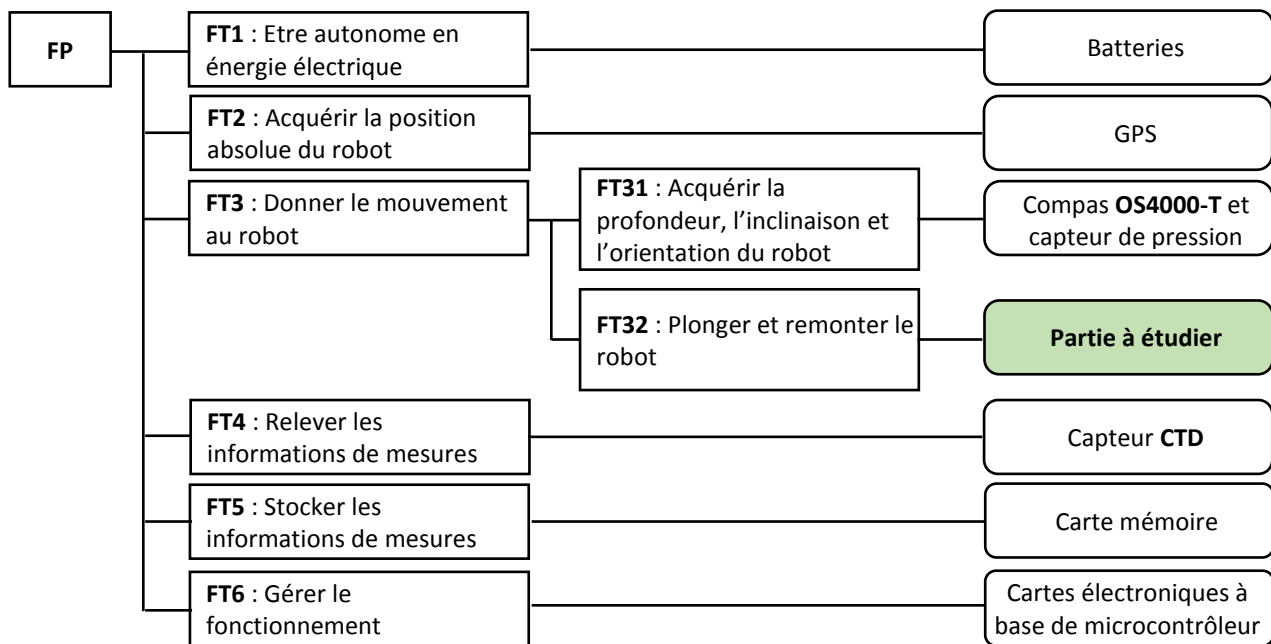 FP
FT1 : Etre autonome en
énergie électrique
Batteries
FT2 : Acquérir la position
absolue du robot
GPS
FT3 : Donner le mouvement
au robot
FT31 : Acquérir la
profondeur, l’inclinaison et
l’orientation du robot
Compas OS4000-T et
capteur de pression
FT32 : Plonger et remonter le
robot
Partie à étudier
FT4 : Relever les
informations de mesures
Capteur CTD
FT5 : Stocker les
informations de mesures
Carte mémoire
FT6 : Gérer le
fonctionnement
Cartes électroniques à
base de microcontrôleur